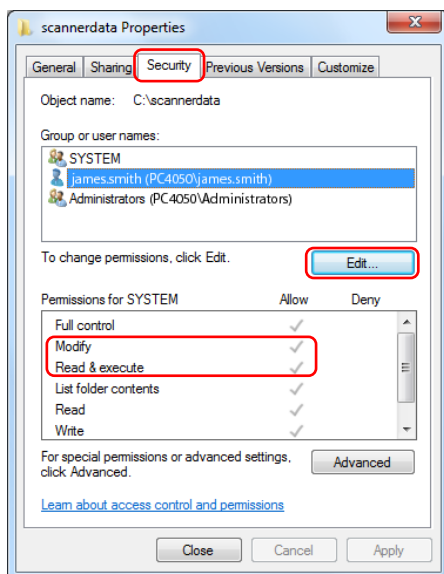 scannerdata Properties
General Sharing Security Previous Versions Customize
Object name: C:\scannerdata
Group or user names:
SYSTEM
james.smith (PC4050\james.smith)
Administrators (PC4050\Administrators)
To change permissions, click Edit.
Edit...
Permissions for SYSTEM Allow Deny
Full control
Modify
Read & execute
List folder contents
Read
Write
For special permissions or advanced settings,
click Advanced.
Advanced
Learn about access control and permissions
Close Cancel Apply